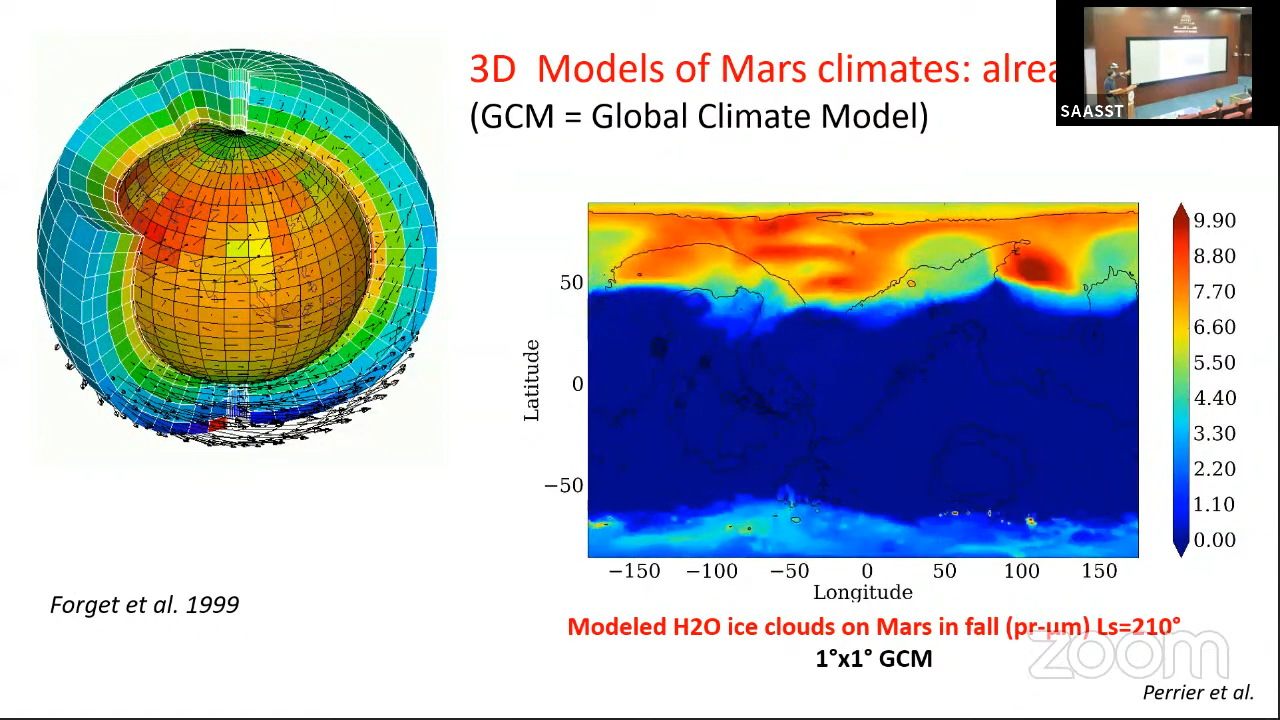 3D Models of Mars climates: alrea
(GCM = Global Climate Model)
SAASST
9.90
8.80
7.70
6.60
5.50
4.40
3.30
2.20
1.10
0.00
50
0
−50
Latitude
−150 −100 −50 0 50 100 150
Longitude
Forget et al. 1999
Modeled H2O ice clouds on Mars in fall (pr-µm) Ls=210°
1°x1° GCM
zoom
Perrier et al.